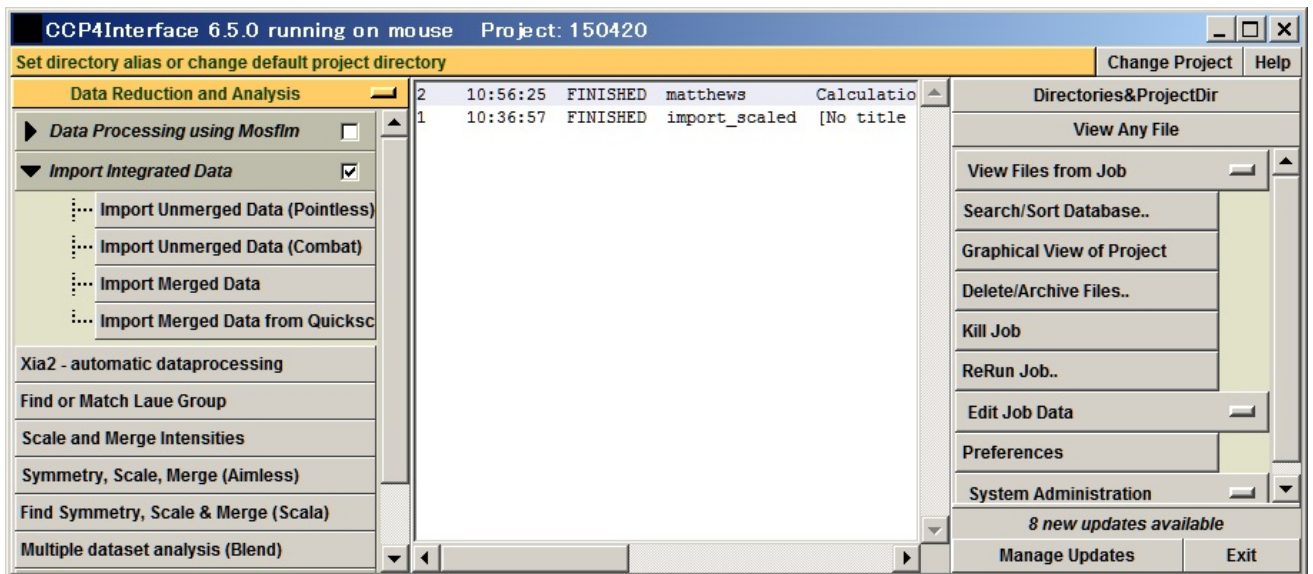 CCP4Interface 6.5.0 running on mouse Project: 150420
Set directory alias or change default project directory
Change Project
Help
Data Reduction and Analysis
Data Processing using Mosflm
Import Integrated Data
Import Unmerged Data (Pointless)
Import Unmerged Data (Combat)
Import Merged Data
Import Merged Data from Quicksc
Xia2 - automatic dataprocessing
Find or Match Laue Group
Scale and Merge Intensities
Symmetry, Scale, Merge (Aimless)
Find Symmetry, Scale & Merge (Scala)
Multiple dataset analysis (Blend)
2 10:56:25 FINISHED matthews Calculatio
1 10:36:57 FINISHED import_scaled [No title
Directories&ProjectDir
View Any File
View Files from Job
Search/Sort Database..
Graphical View of Project
Delete/Archive Files..
Kill Job
ReRun Job..
Edit Job Data
Preferences
System Administration
8 new updates available
Manage Updates
Exit